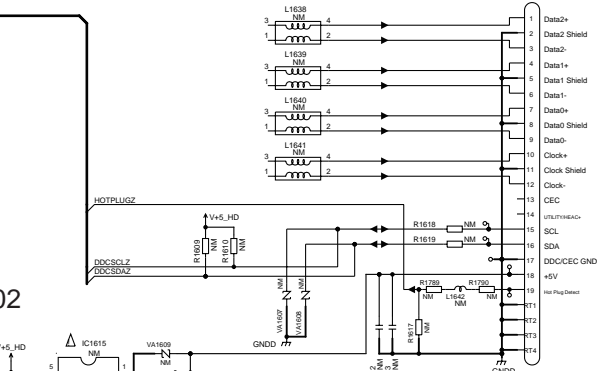 L1638
NM
3 4
1 2
L1639
NM
3 4
1 2
L1640
NM
3 4
1 2
L1641
NM
3 4
1 2
1 Data2+
2 Data2 Shield
3 Data2-
4 Data1+
5 Data1 Shield
6 Data1-
7 Data0+
8 Data0 Shield
9 Data0-
10 Clock+
11 Clock Shield
12 Clock-
13 CEC
14 UTILITY/HEAC+
15 SCL
16 SDA
17 DDC/CEC GND
18 +5V
19 Hot Plug Detect
RT1
RT2
RT3
RT4
GNDD
HOTPLUGZ
V+5_HD
R1609
NM
R1610
NM
DDCSCLZ
DDCSDAZ
R1618 NM
R1619 NM
NM
VA1607
NM
VA1608
GNDD
R1789
NM
L1642
NM
R1790
NM
R1617
NM
02
V+5_HD
IC1615
NM
5 1
VA1609
NM
2
NM
3
NM